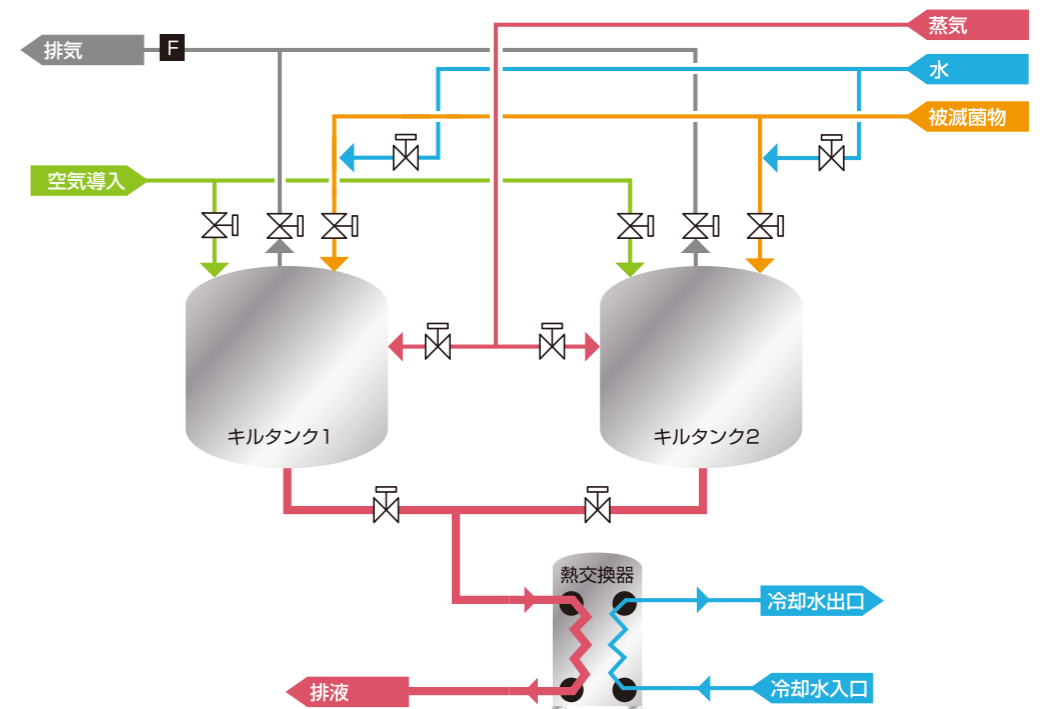 蒸気
排気
F
水
被滅菌物
空気導入
キルタンク1
キルタンク2
熱交換器
冷却水出口
冷却水入口
排液